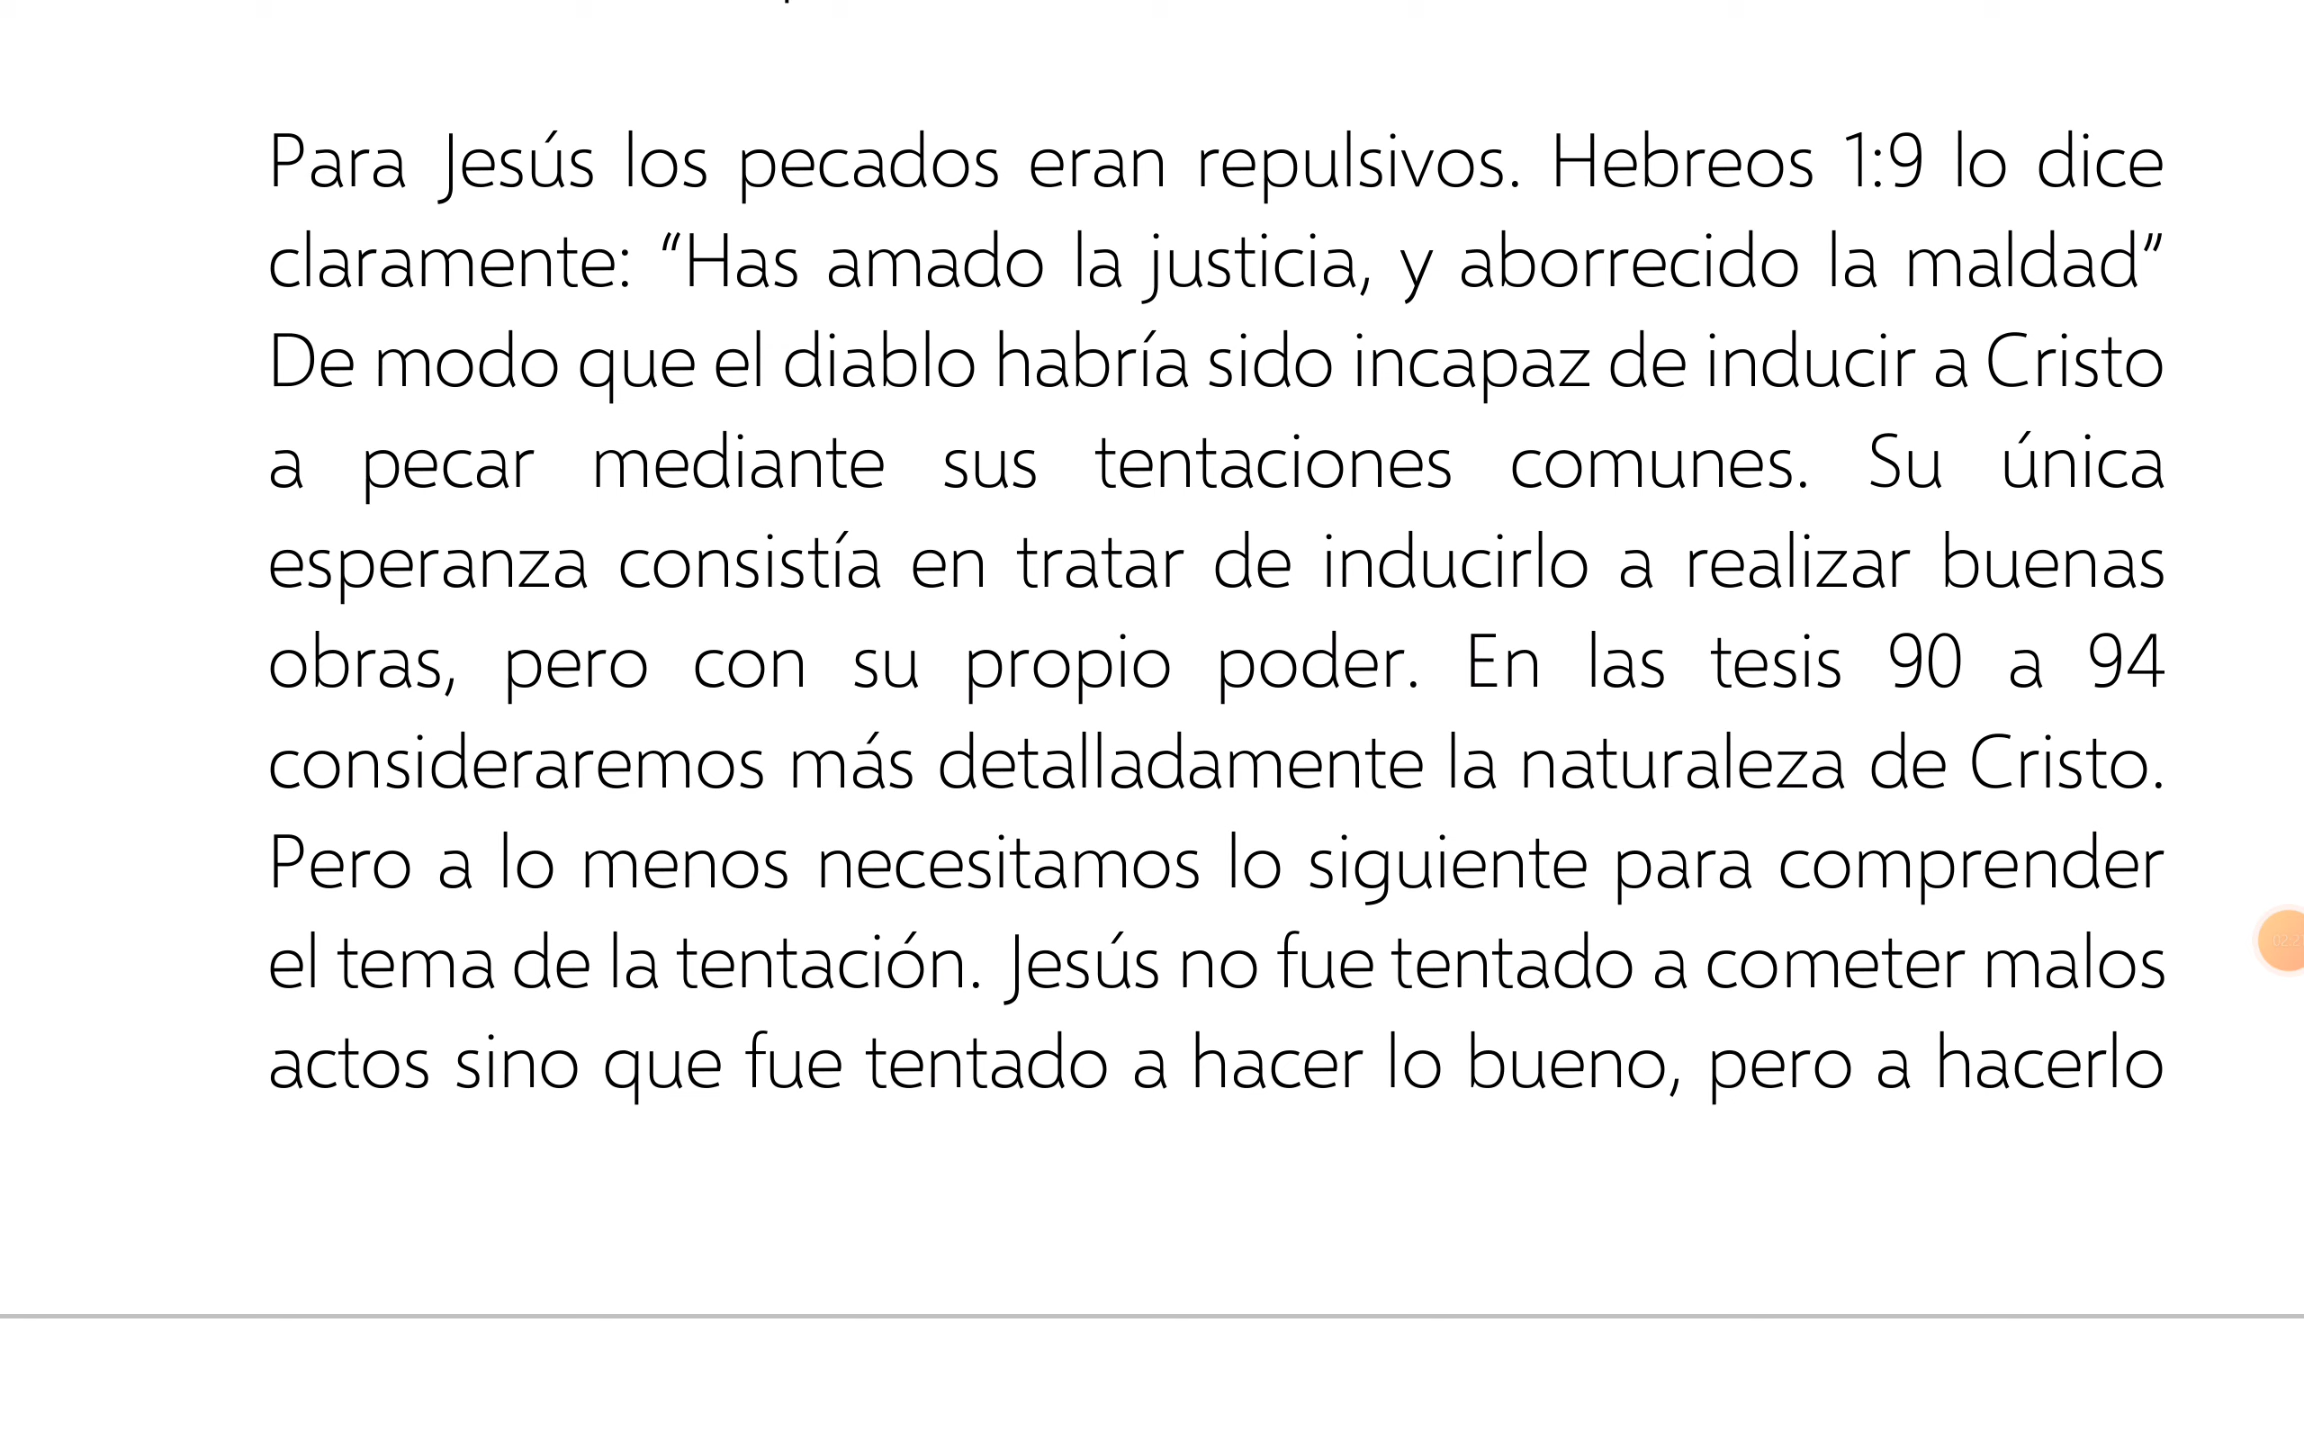 Para Jesús los pecados eran repulsivos. Hebreos 1:9 lo dice
claramente: “Has amado la justicia, y aborrecido la maldad”
De modo que el diablo habría sido incapaz de inducir a Cristo
a pecar mediante sus tentaciones comunes. Su única
esperanza consistía en tratar de inducirlo a realizar buenas
obras, pero con su propio poder. En las tesis 90 a 94
consideraremos más detalladamente la naturaleza de Cristo.
Pero a lo menos necesitamos lo siguiente para comprender
el tema de la tentación. Jesús no fue tentado a cometer malos
actos sino que fue tentado a hacer lo bueno, pero a hacerlo